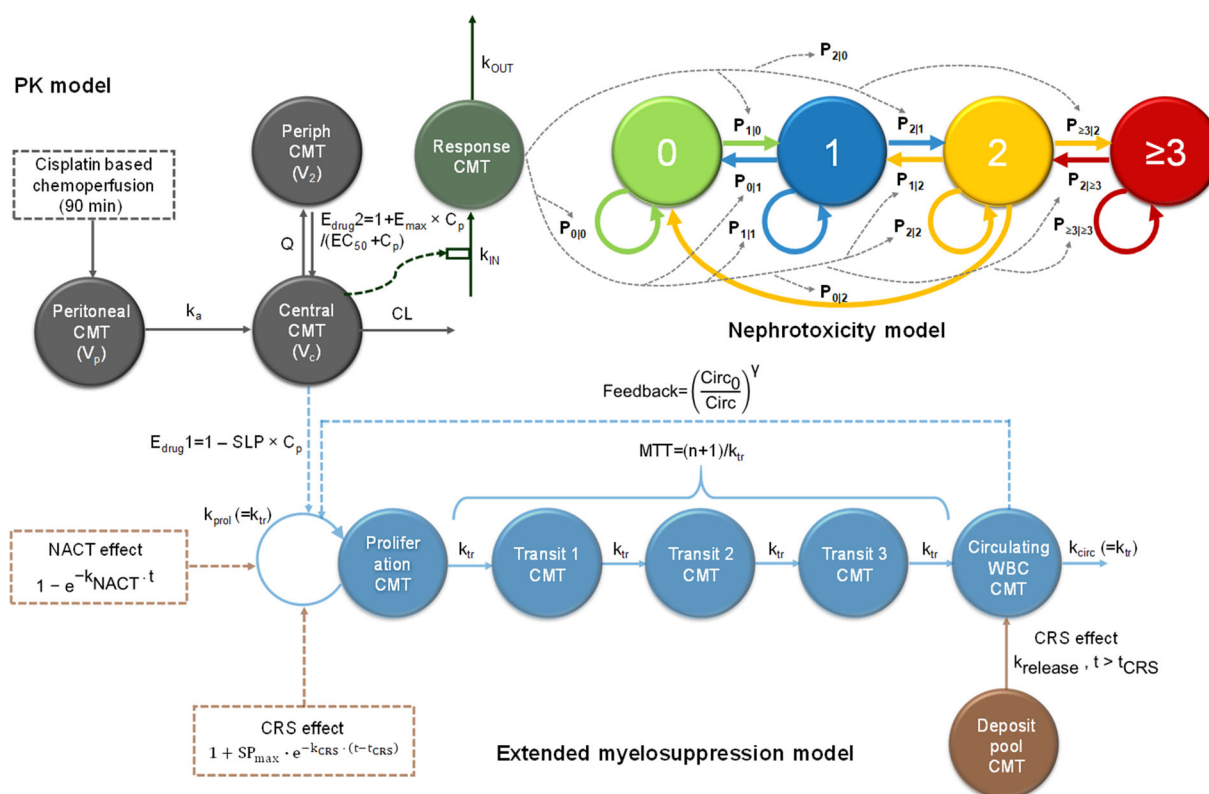 PK model
Cisplatin based
chemoperfusion
(90 min)
Peritoneal
CMT
(Vp)
ka
Central
CMT
(Vc)
CL
Q
Periph
CMT
(V2)
Edrug2=1+Emax × Cp
/(EC50 +Cp)
Response
CMT
kOUT
kIN
0
1
2
≥3
P2|0
P1|0
P2|1
P≥3|2
P0|1
P1|2
P2|≥3
P0|0
P1|1
P2|2
P≥3|≥3
P0|2
Nephrotoxicity model
Feedback=(Circ0/Circ)γ
Edrug1=1 – SLP × Cp
MTT=(n+1)/ktr
kprol (=ktr)
NACT effect
1 – e–kNACT · t
Prolifer
ation
CMT
ktr
Transit 1
CMT
ktr
Transit 2
CMT
ktr
Transit 3
CMT
ktr
Circulating
WBC
CMT
kcirc (=ktr)
CRS effect
krelease , t > tCRS
Deposit
pool
CMT
CRS effect
1 + SPmax · e−kCRS · (t−tCRS)
Extended myelosuppression model